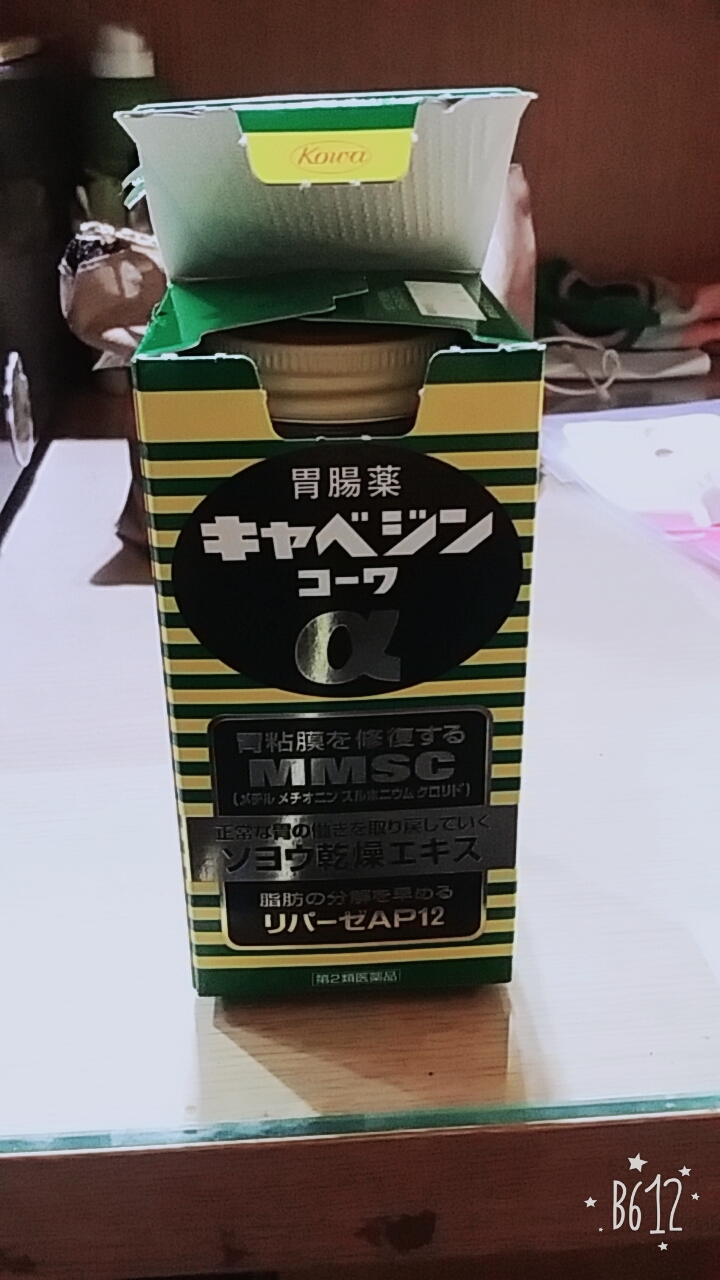 Kowa
胃腸薬
キャベジン
コーワ
α
胃粘膜を修復する
MMSC
(メチル メチオニン スルホニウム クロリド)
正常な胃の働きを取り戻していく
ソヨウ乾燥エキス
脂肪の分解を早める
リパーゼAP12
第2類医薬品
B612